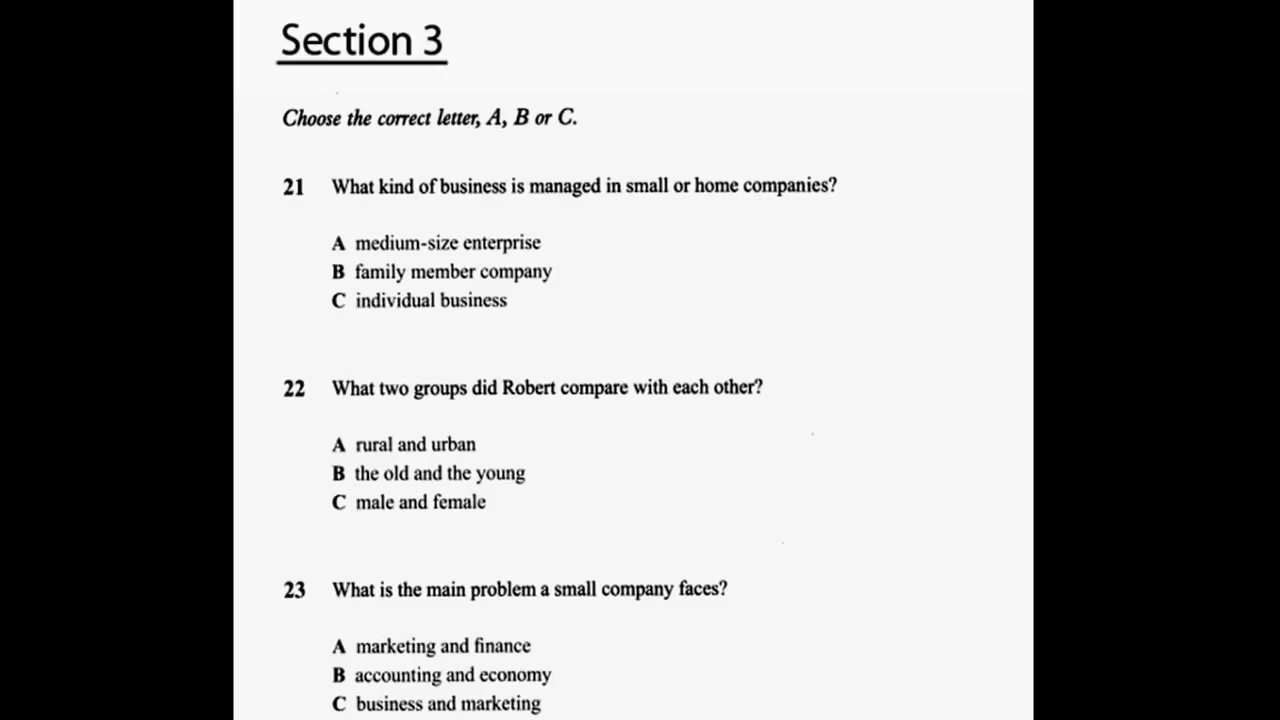 Section 3
Choose the correct letter, A, B or C.
21 What kind of business is managed in small or home companies?
A medium-size enterprise
B family member company
C individual business
22 What two groups did Robert compare with each other?
A rural and urban
B the old and the young
C male and female
23 What is the main problem a small company faces?
A marketing and finance
B accounting and economy
C business and marketing